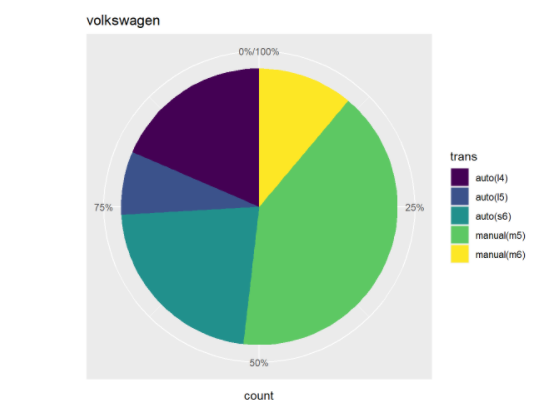 volkswagen
0%/100%
75%
25%
50%
count
trans
auto(l4)
auto(l5)
auto(s6)
manual(m5)
manual(m6)